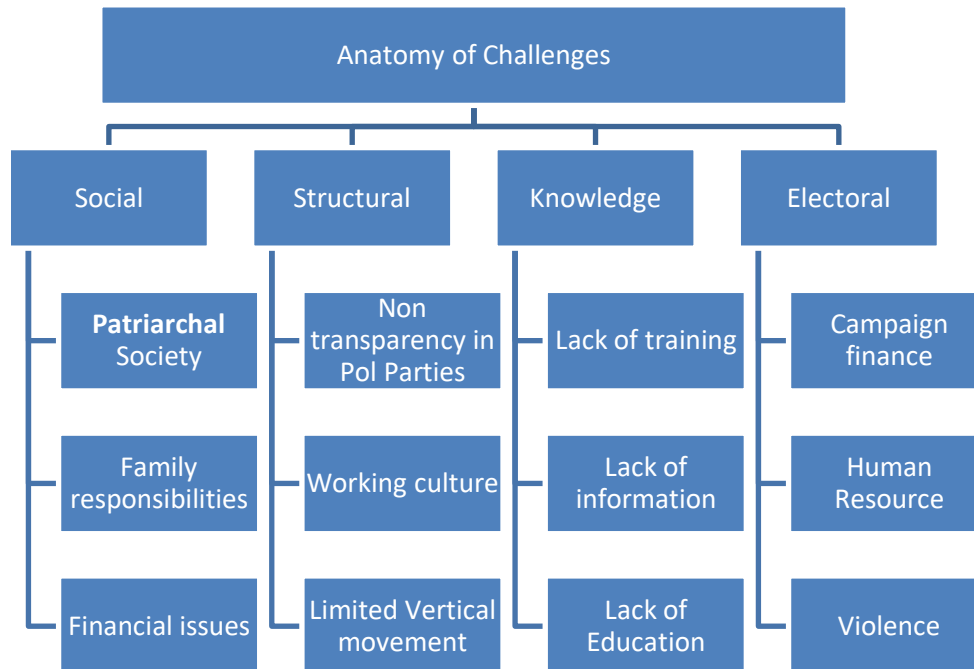 Anatomy of Challenges
Social
Structural
Knowledge
Electoral
Patriarchal
Society
Non
transparency in
Pol Parties
Lack of training
Campaign
finance
Family
responsibilities
Working culture
Lack of
information
Human
Resource
Financial issues
Limited Vertical
movement
Lack of
Education
Violence